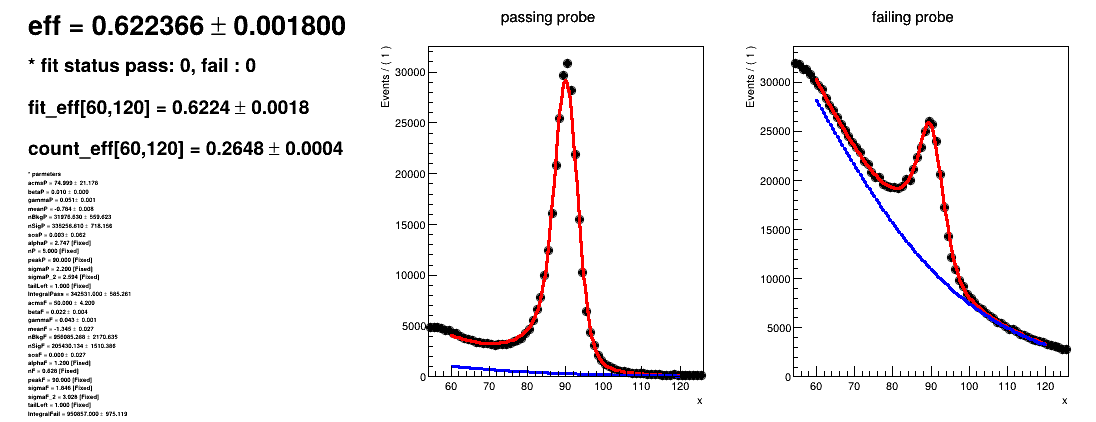 eff = 0.622366 ± 0.001800
* fit status pass: 0, fail : 0
fit_eff[60,120] = 0.6224 ± 0.0018
count_eff[60,120] = 0.2648 ± 0.0004
* parmeters
acmsP = 74.999 ± 21.178
betaP = 0.010 ± 0.009
gammaP = 0.051 ± 0.001
meanP = -0.764 ± 0.008
nBkgP = 31976.630 ± 559.623
nSigP = 335256.610 ± 718.156
sosP = 0.003 ± 0.062
alphaP = 2.747 [Fixed]
nP = 5.000 [Fixed]
peakP = 90.000 [Fixed]
sigmaP = 2.200 [Fixed]
sigmaP_2 = 2.594 [Fixed]
tailLeft = 1.000 [Fixed]
IntegralPass = 342531.000 ± 585.261
acmsF = 50.000 ± 4.209
betaF = 0.022 ± 0.004
gammaF = 0.043 ± 0.001
meanF = -1.345 ± 0.027
nBkgF = 956085.288 ± 2170.635
nSigF = 205430.134 ± 1510.386
sosF = 0.000 ± 0.027
alphaF = 1.200 [Fixed]
nF = 0.628 [Fixed]
peakF = 90.000 [Fixed]
sigmaF = 1.846 [Fixed]
sigmaF_2 = 3.028 [Fixed]
tailLeft = 1.000 [Fixed]
IntegralFail = 950857.000 ± 975.119
passing probe
Events / ( 1 )
30000
25000
20000
15000
10000
5000
0
60 70 80 90 100 110 120
x
failing probe
Events / ( 1 )
30000
25000
20000
15000
10000
5000
0
60 70 80 90 100 110 120
x